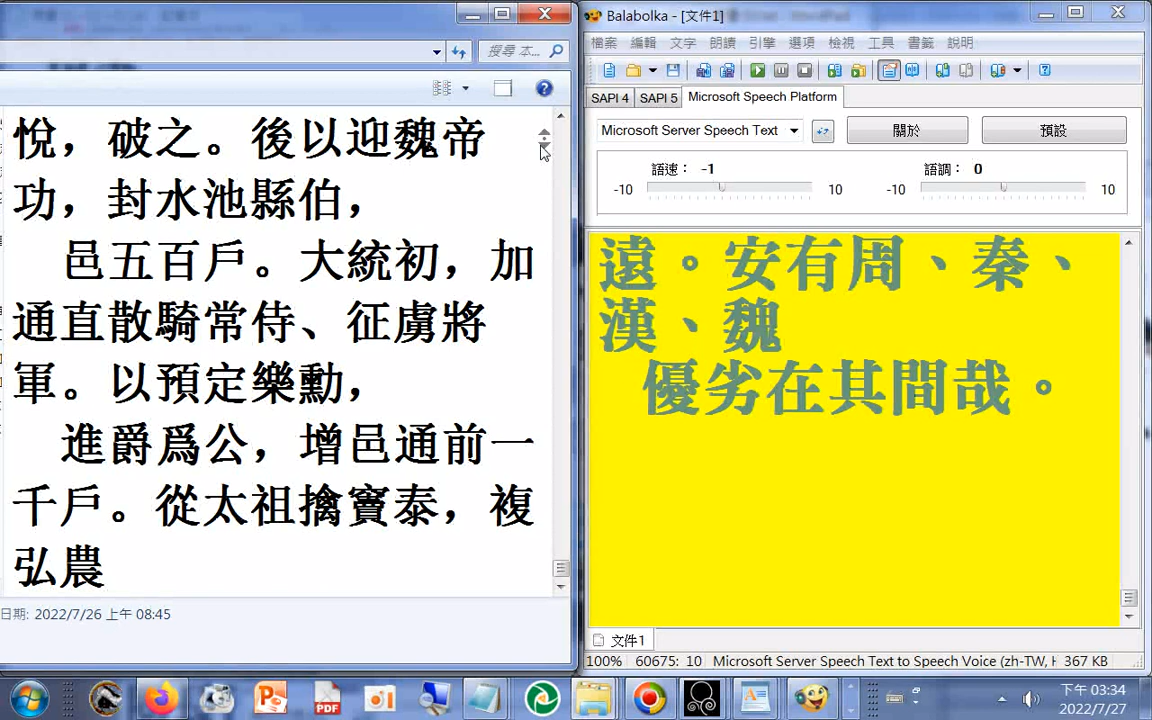 搜尋 本...
悅，破之。後以迎魏帝
功，封水池縣伯，
邑五百戶。大統初，加
通直散騎常侍、征虜將
軍。以預定樂勳，
進爵爲公，增邑通前一
千戶。從太祖擒竇泰，複
弘農
日期: 2022/7/26 上午 08:45
Balabolka - [文件1]
檔案 編輯 文字 朗讀 引擎 選項 檢視 工具 書籤 說明
SAPI 4 SAPI 5 Microsoft Speech Platform
Microsoft Server Speech Text 關於 預設
語速： -1 語調： 0
-10 10 -10 10
遠。安有周、秦、
漢、魏
優劣在其間哉。
文件1
100% 60675: 10 Microsoft Server Speech Text to Speech Voice (zh-TW, H 367 KB
下午 03:34
2022/7/27